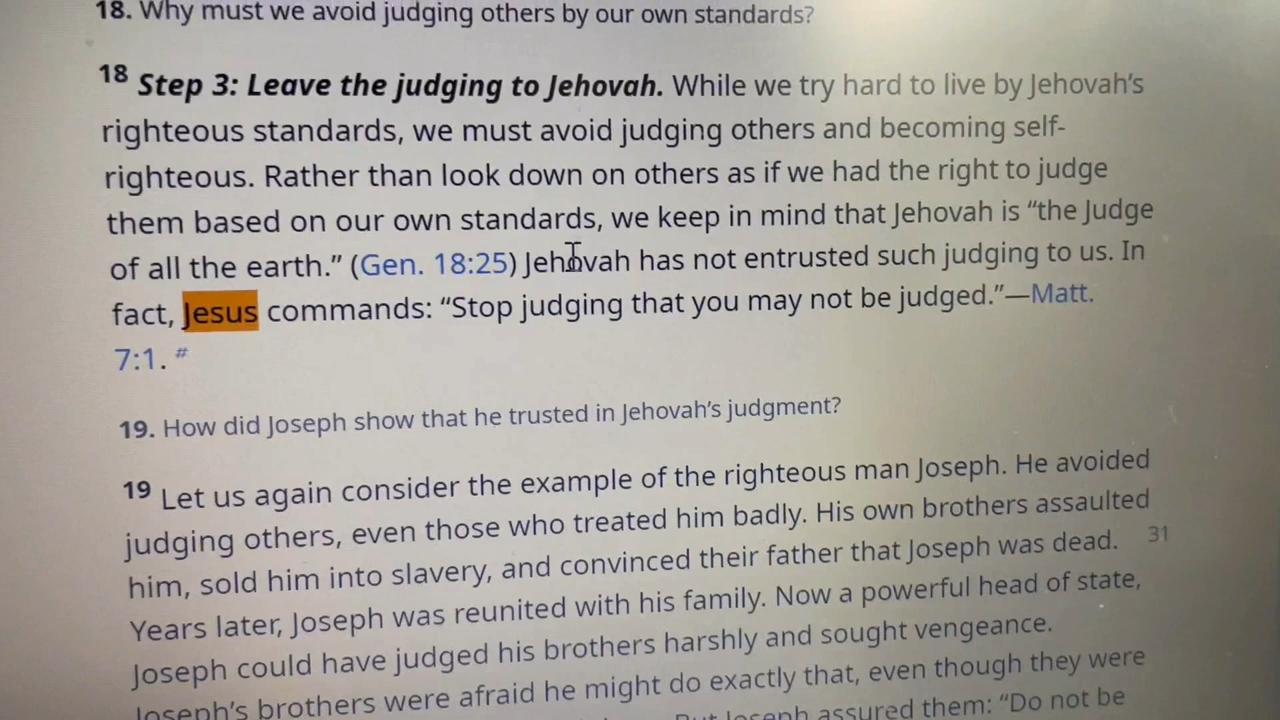 18. Why must we avoid judging others by our own standards?
18 Step 3: Leave the judging to Jehovah. While we try hard to live by Jehovah's
righteous standards, we must avoid judging others and becoming self-
righteous. Rather than look down on others as if we had the right to judge
them based on our own standards, we keep in mind that Jehovah is “the Judge
of all the earth.” (Gen. 18:25) Jehovah has not entrusted such judging to us. In
fact, Jesus commands: “Stop judging that you may not be judged.”—Matt.
7:1. #
19. How did Joseph show that he trusted in Jehovah's judgment?
19 Let us again consider the example of the righteous man Joseph. He avoided
judging others, even those who treated him badly. His own brothers assaulted
him, sold him into slavery, and convinced their father that Joseph was dead.
31
Years later, Joseph was reunited with his family. Now a powerful head of state,
Joseph could have judged his brothers harshly and sought vengeance.
Joseph's brothers were afraid he might do exactly that, even though they were
But Joseph assured them: “Do not be